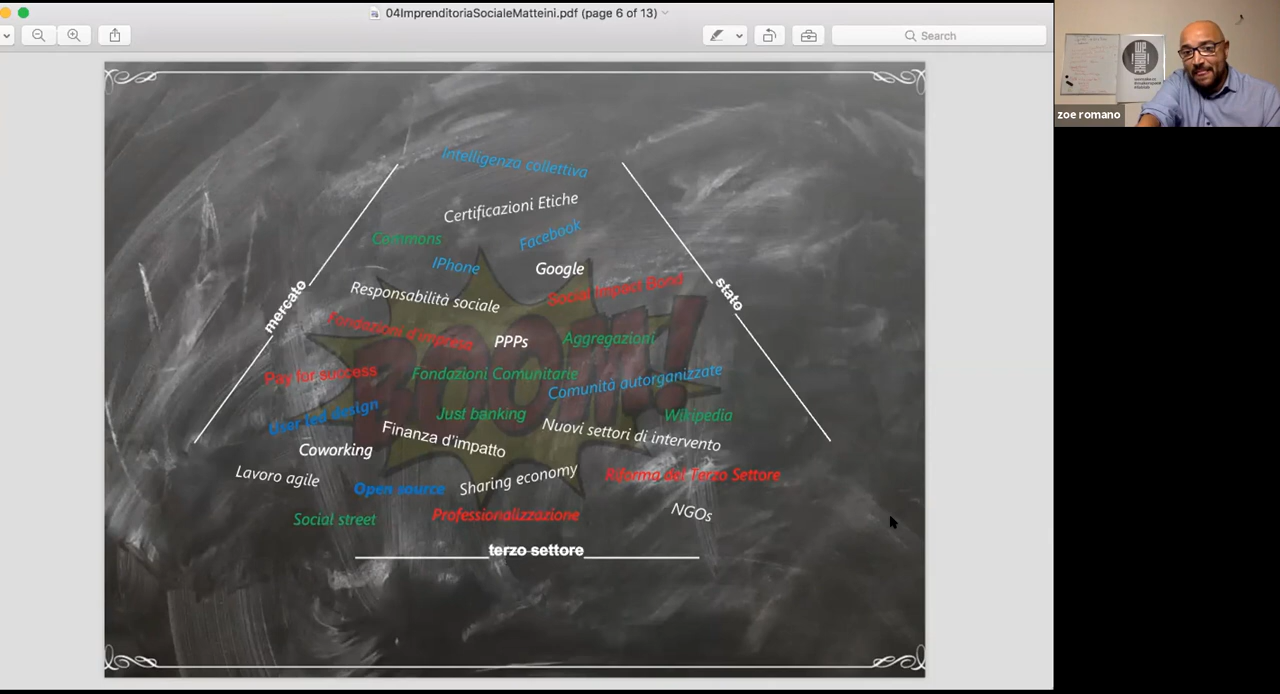 04ImprenditoriaSocialeMatteini.pdf (page 6 of 13)
Search
zoe romano
Intelligenza collettiva
Certificazioni Etiche
Commons
Facebook
IPhone
Google
Responsabilità sociale
Social Impact Bond
mercato
stato
Fondazioni d'impresa
PPPs
Aggregazioni
BOOM!
Pay for success
Fondazioni Comunitarie
Comunità autorganizzate
User led design
Just banking
Wikipedia
Finanza d'impatto
Nuovi settori di intervento
Coworking
Lavoro agile
Open source
Sharing economy
Riforma del Terzo Settore
Social street
Professionalizzazione
NGOs
terzo settore